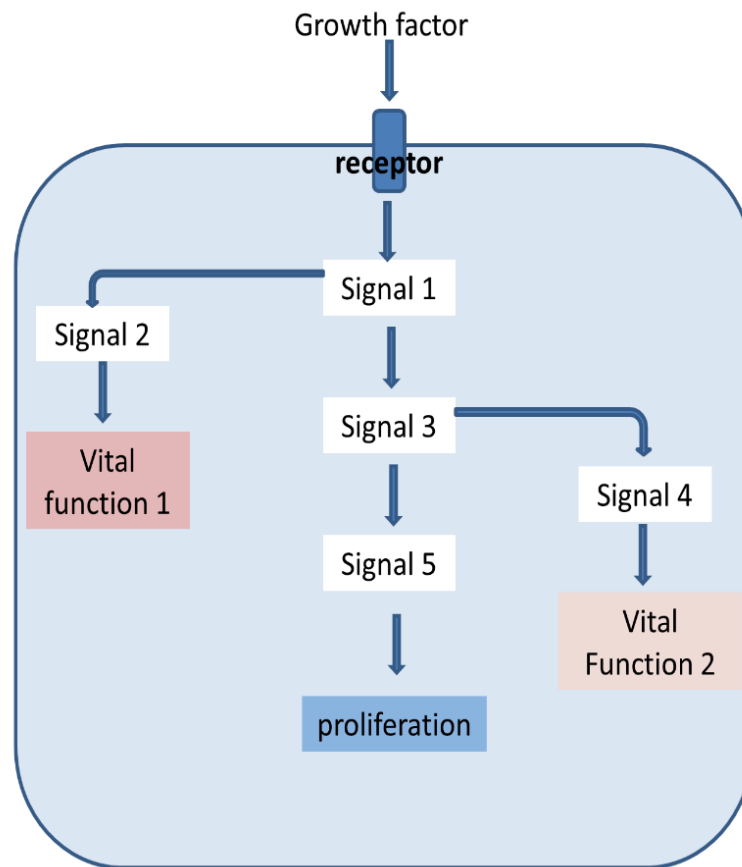 Growth factor
receptor
Signal 1
Signal 2
Signal 3
Vital
function 1
Signal 4
Signal 5
Vital
Function 2
proliferation